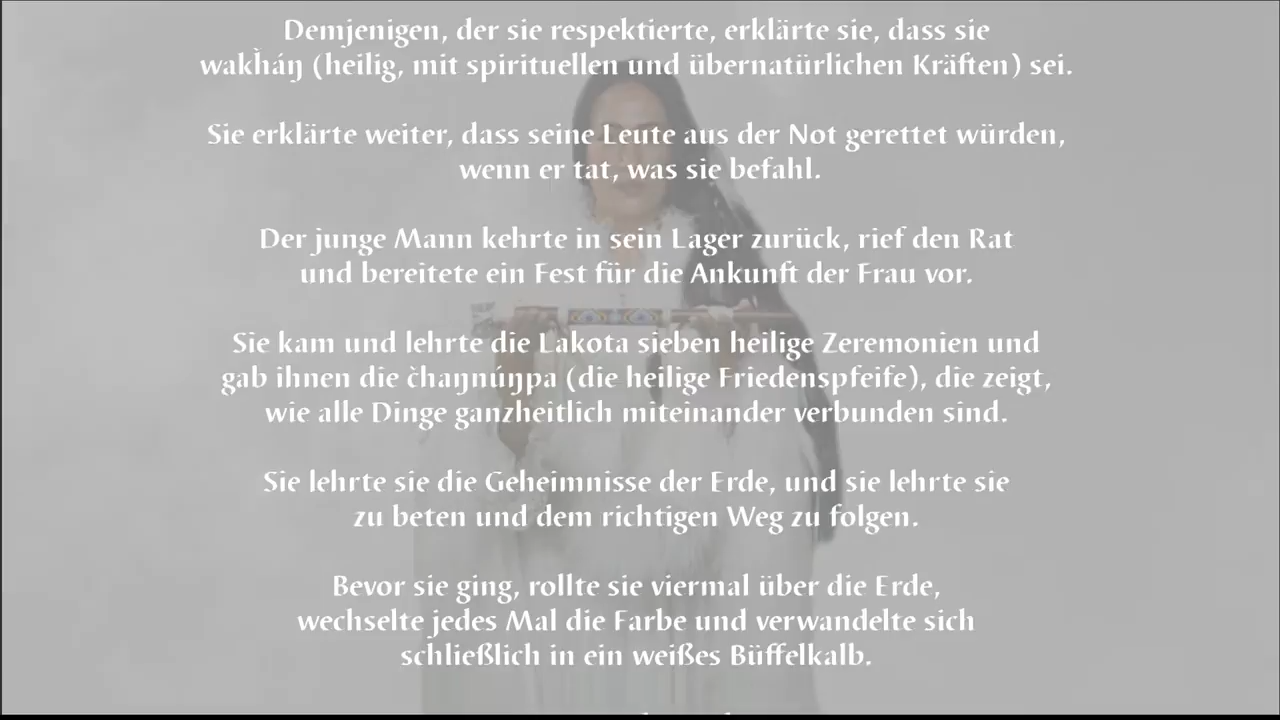 Demjenigen, der sie respektierte, erklärte sie, dass sie
wakȟáŋ (heilig, mit spirituellen und übernatürlichen Kräften) sei.
Sie erklärte weiter, dass seine Leute aus der Not gerettet würden,
wenn er tat, was sie befahl.
Der junge Mann kehrte in sein Lager zurück, rief den Rat
und bereitete ein Fest für die Ankunft der Frau vor.
Sie kam und lehrte die Lakota sieben heilige Zeremonien und
gab ihnen die čhaŋnúŋpa (die heilige Friedenspfeife), die zeigt,
wie alle Dinge ganzheitlich miteinander verbunden sind.
Sie lehrte sie die Geheimnisse der Erde, und sie lehrte sie
zu beten und dem richtigen Weg zu folgen.
Bevor sie ging, rollte sie viermal über die Erde,
wechselte jedes Mal die Farbe und verwandelte sich
schließlich in ein weißes Büffelkalb.